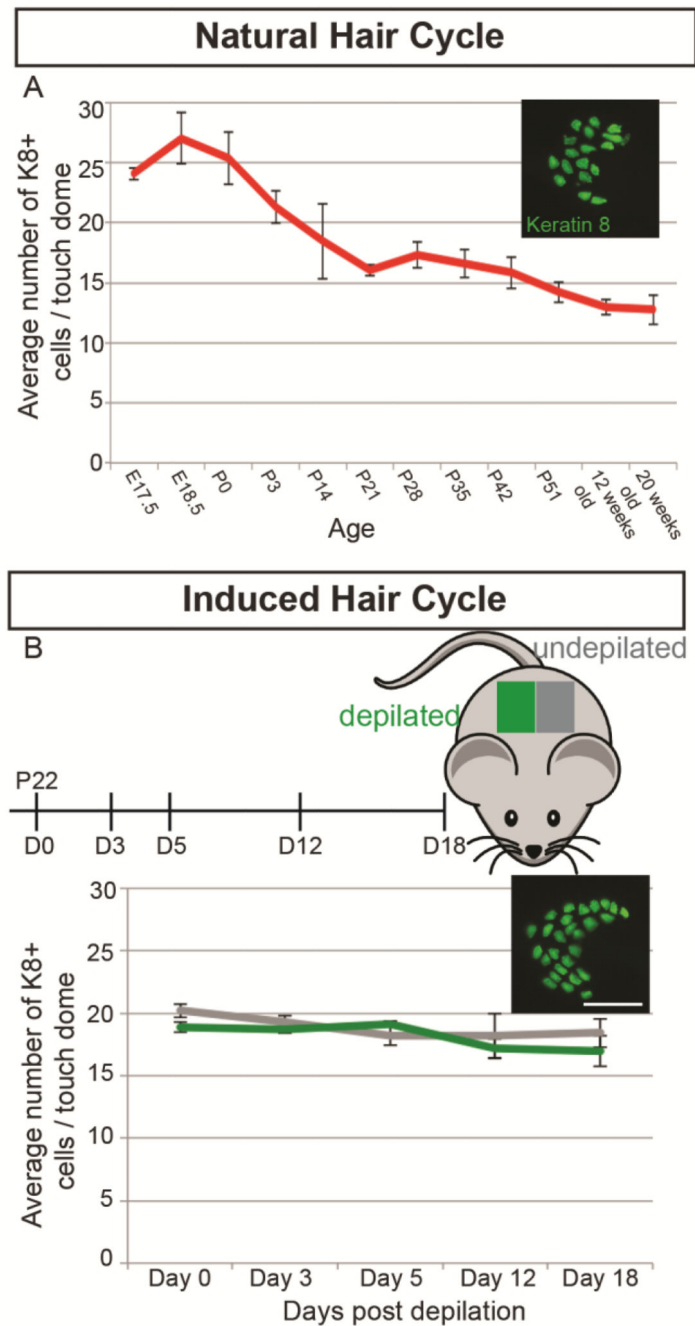 Natural Hair Cycle
A
Average number of K8+
cells / touch dome
30
25
20
15
10
5
0
Keratin 8
E17.5
E18.5
P0
P3
P14
P21
P28
P35
P42
P51
12 weeks
old
20 weeks
old
Age
Induced Hair Cycle
B
undepilated
depilated
P22
D0
D3
D5
D12
D18
Average number of K8+
cells / touch dome
30
25
20
15
10
5
0
Day 0
Day 3
Day 5
Day 12
Day 18
Days post depilation